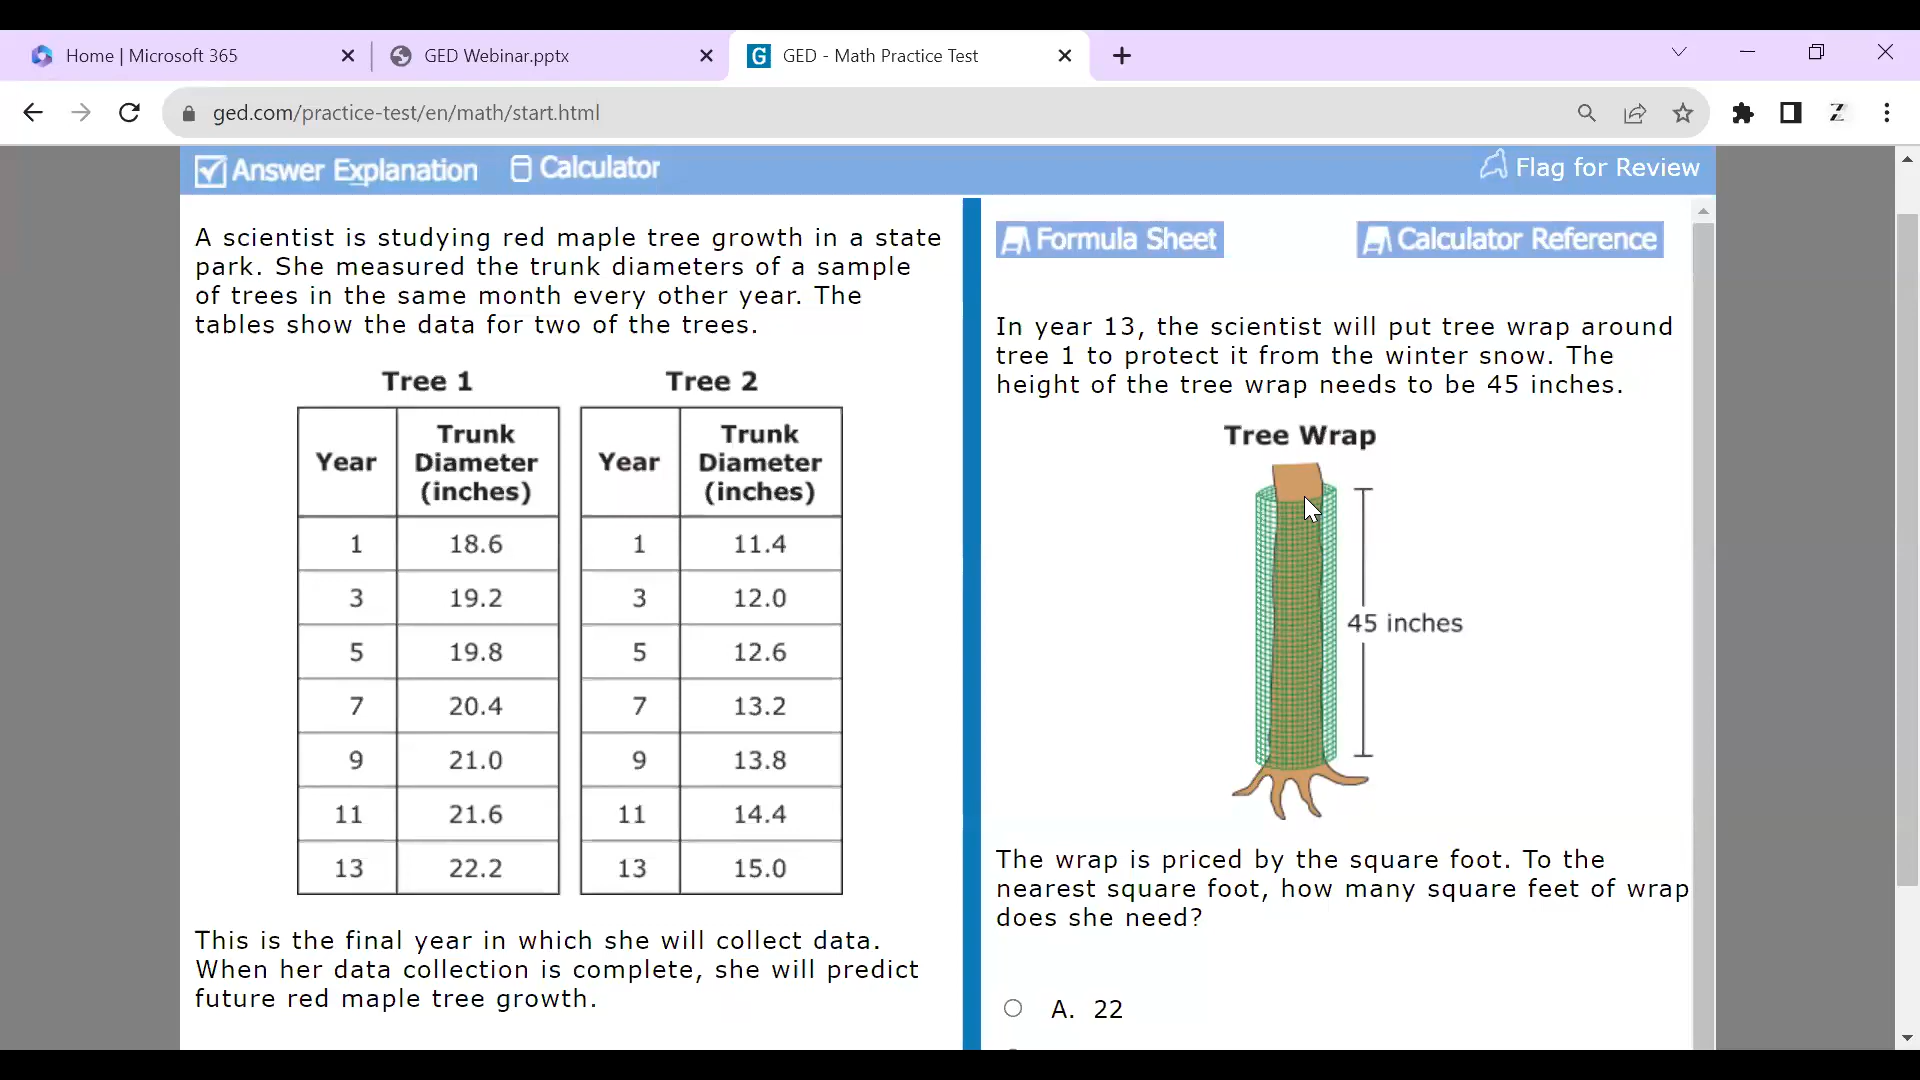 Home | Microsoft 365
GED Webinar.pptx
GED - Math Practice Test
ged.com/practice-test/en/math/start.html
Answer Explanation
Calculator
Flag for Review
A scientist is studying red maple tree growth in a state
park. She measured the trunk diameters of a sample
of trees in the same month every other year. The
tables show the data for two of the trees.
Tree 1
Year Trunk Diameter (inches)
1 18.6
3 19.2
5 19.8
7 20.4
9 21.0
11 21.6
13 22.2
Tree 2
Year Trunk Diameter (inches)
1 11.4
3 12.0
5 12.6
7 13.2
9 13.8
11 14.4
13 15.0
This is the final year in which she will collect data.
When her data collection is complete, she will predict
future red maple tree growth.
Formula Sheet
Calculator Reference
In year 13, the scientist will put tree wrap around
tree 1 to protect it from the winter snow. The
height of the tree wrap needs to be 45 inches.
Tree Wrap
45 inches
The wrap is priced by the square foot. To the
nearest square foot, how many square feet of wrap
does she need?
A. 22